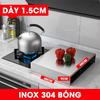 DÀY 1.5CM
INOX 304 BÓNG